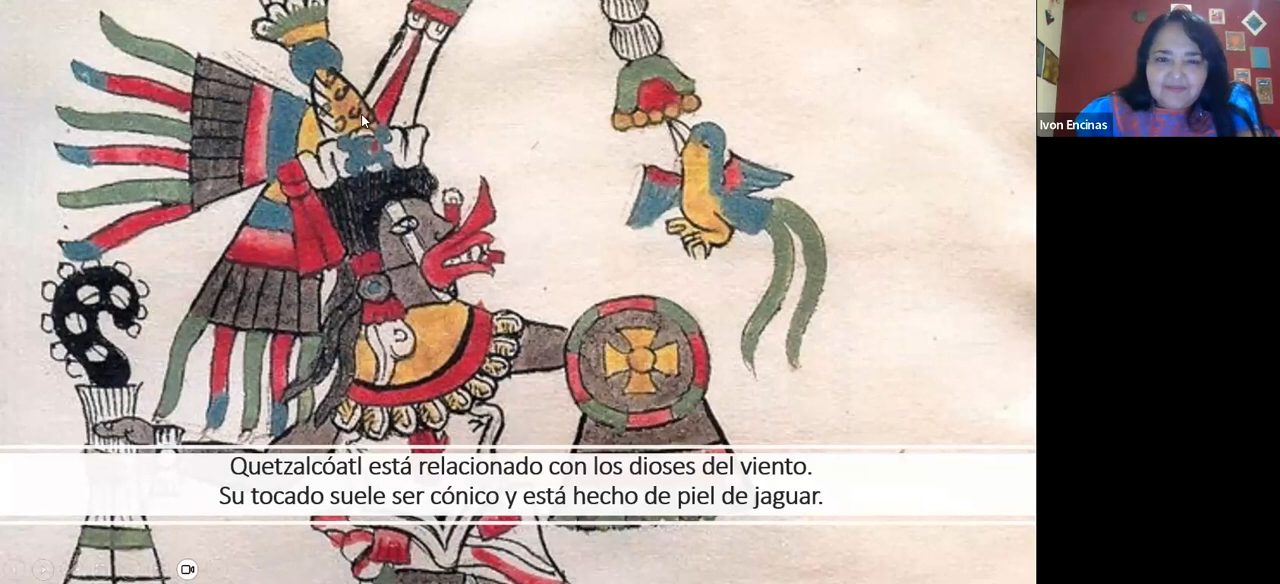 Ivon Encinas
Quetzalcóatl está relacionado con los dioses del viento.
Su tocado suele ser cónico y está hecho de piel de jaguar.